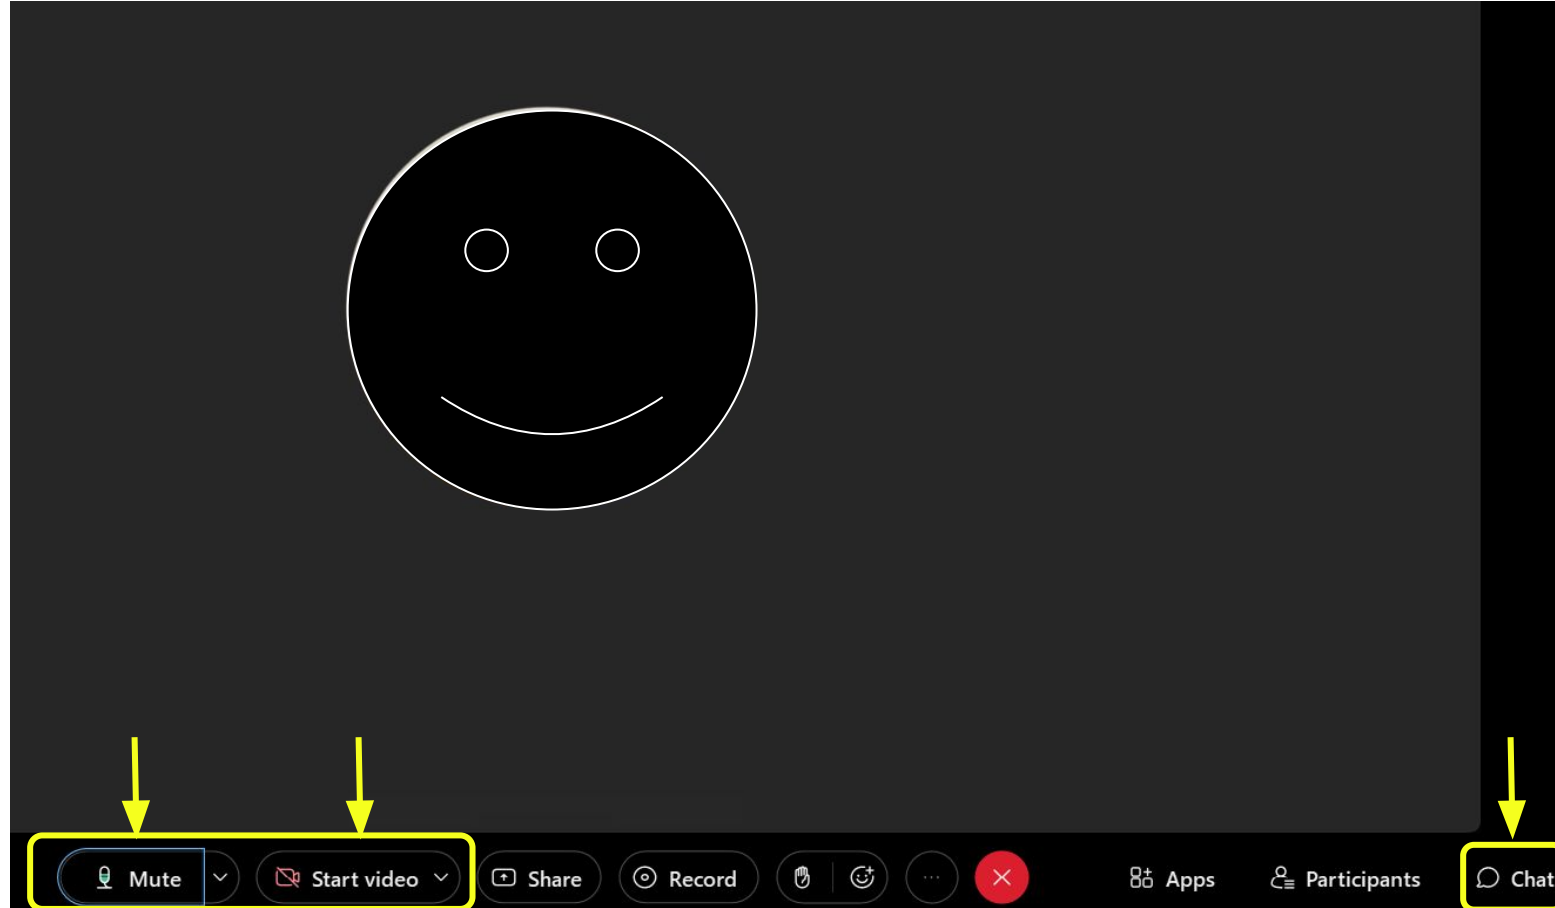 Mute
Start video
Share
Record
Apps
Participants
Chat